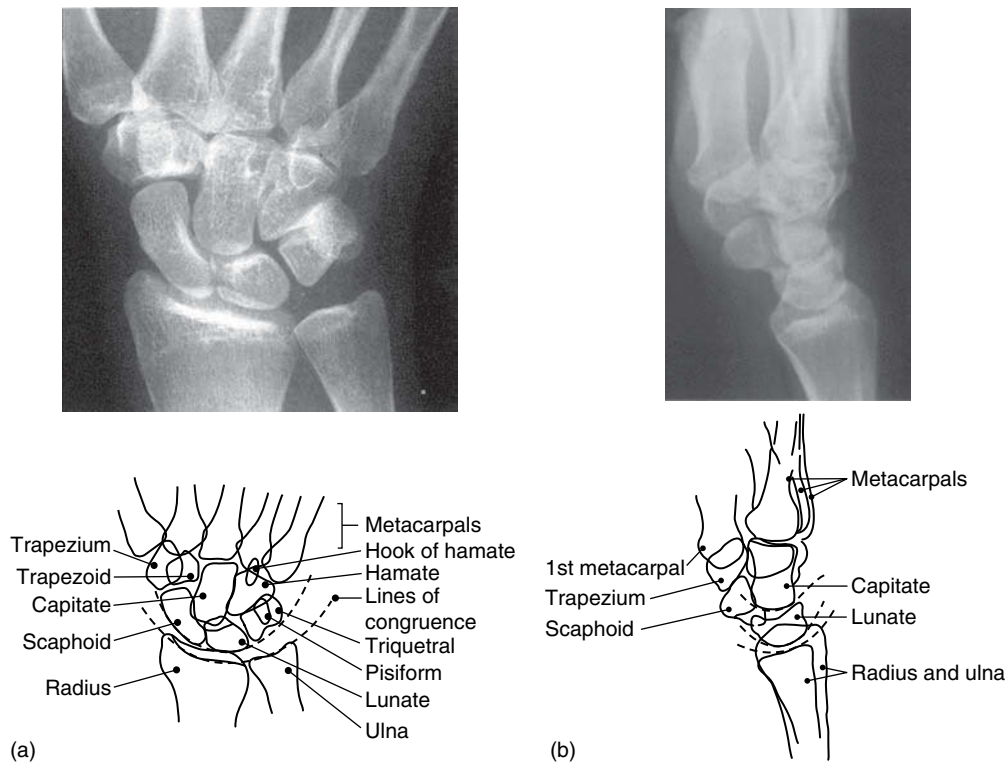 Trapezium
Trapezoid
Capitate
Scaphoid
Radius
Metacarpals
Hook of hamate
Hamate
Lines of
congruence
Triquetral
Pisiform
Lunate
Ulna
(a)
1st metacarpal
Trapezium
Scaphoid
Metacarpals
Capitate
Lunate
Radius and ulna
(b)